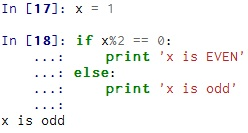 In [17]: x = 1
In [18]: if x%2 == 0:
...: print 'x is EVEN'
...: else:
...: print 'x is odd'
...:
x is odd